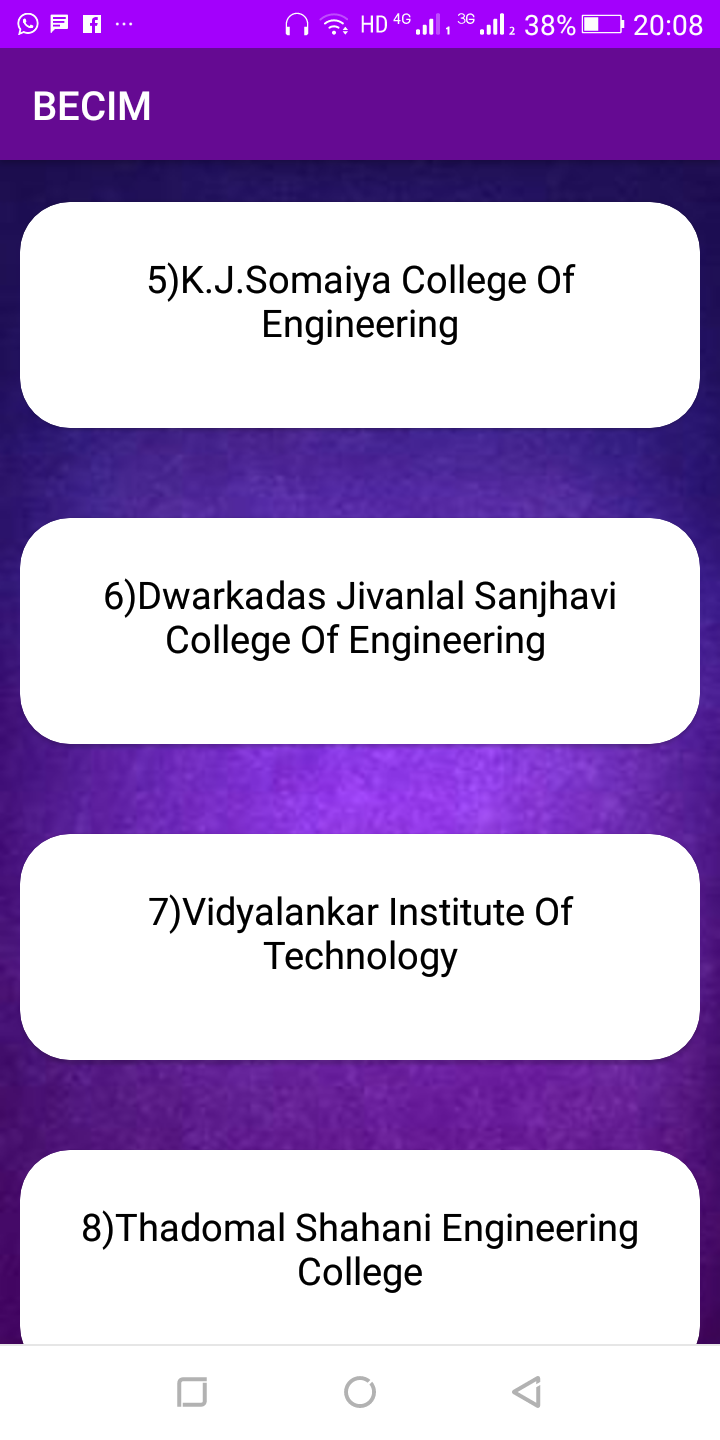 HD 4G 1 3G 2 38% 20:08
BECIM
5)K.J.Somaiya College Of
Engineering
6)Dwarkadas Jivanlal Sanjhavi
College Of Engineering
7)Vidyalankar Institute Of
Technology
8)Thadomal Shahani Engineering
College